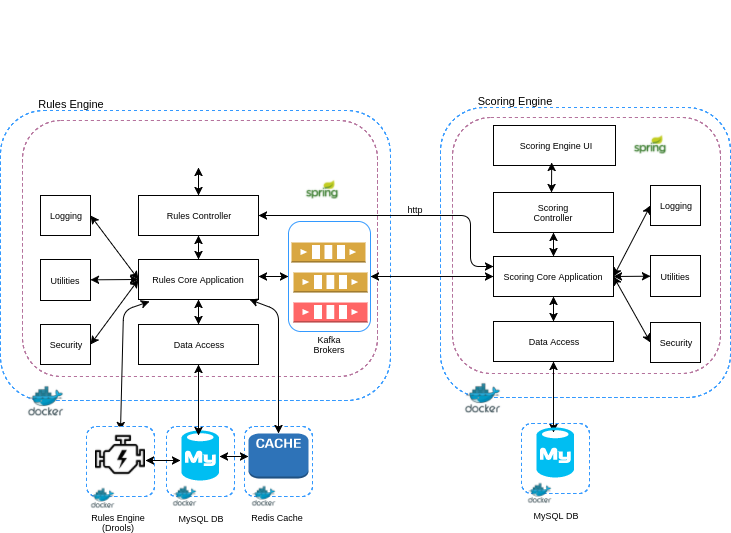 Rules Engine
Scoring Engine
Scoring Engine UI
spring
spring
Logging
Rules Controller
http
Scoring
Controller
Logging
Utilities
Rules Core Application
Scoring Core Application
Utilities
Security
Data Access
Kafka
Brokers
Data Access
Security
docker
docker
CACHE
My
My
docker
docker
docker
docker
Rules Engine
(Drools)
MySQL DB
Redis Cache
MySQL DB